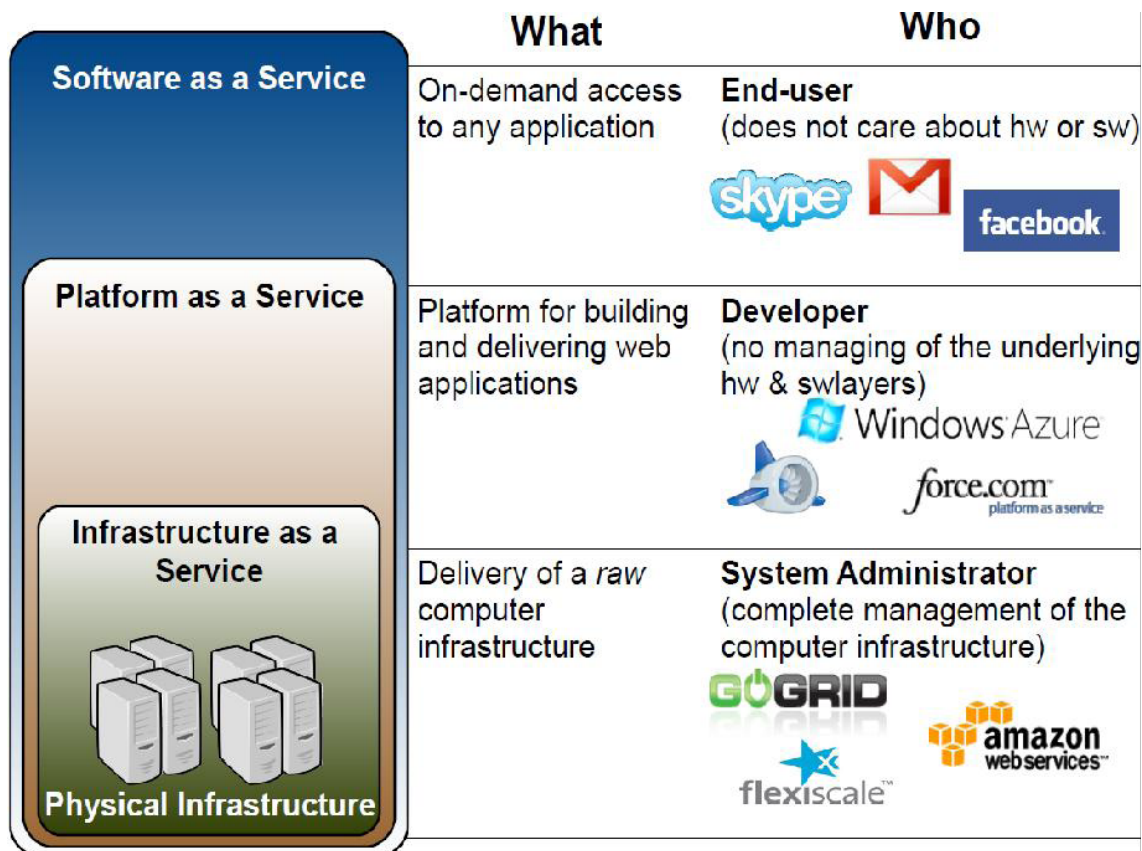 What
Who
Software as a Service
On-demand access
to any application
End-user
(does not care about hw or sw)
skype
facebook
Platform as a Service
Platform for building
and delivering web
applications
Developer
(no managing of the underlying
hw & swlayers)
Windows Azure
force.com
platform as a service
Infrastructure as a
Service
Delivery of a raw
computer
infrastructure
System Administrator
(complete management of the
computer infrastructure)
GOGRID
amazon
webservices™
flexiscale™
Physical Infrastructure